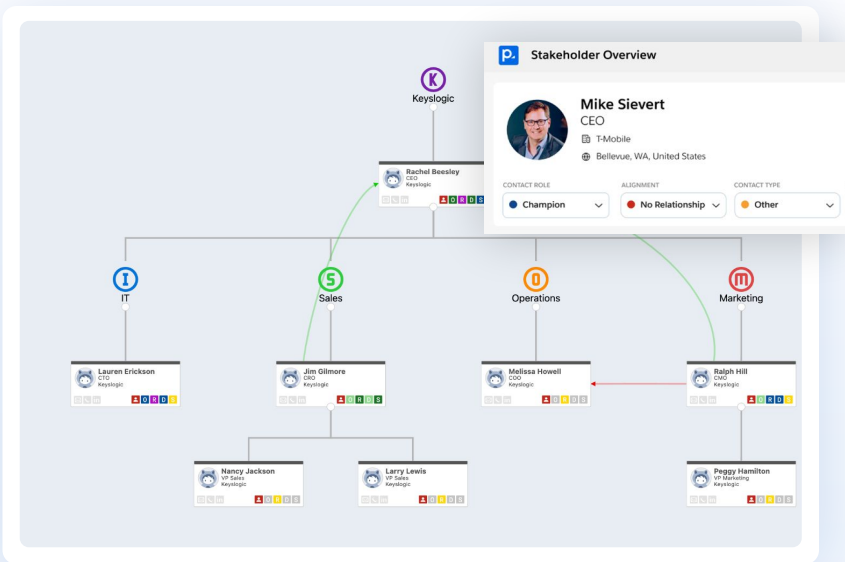 p.
Stakeholder Overview
Mike Sievert
CEO
T-Mobile
Bellevue, WA, United States
CONTACT ROLE
ALIGNMENT
CONTACT TYPE
Champion
No Relationship
Other
K
Keyslogic
Rachel Beesley
CEO
Keyslogic
O R D S
I
IT
S
Sales
O
Operations
M
Marketing
Lauren Erickson
CTO
Keyslogic
O R D S
Jim Gilmore
CRO
Keyslogic
O R D S
Melissa Howell
COO
Keyslogic
O R D S
Ralph Hill
CMO
Keyslogic
O R D S
Nancy Jackson
VP Sales
Keyslogic
O R D S
Larry Lewis
VP Sales
Keyslogic
O R D S
Peggy Hamilton
VP Marketing
Keyslogic
O R D S